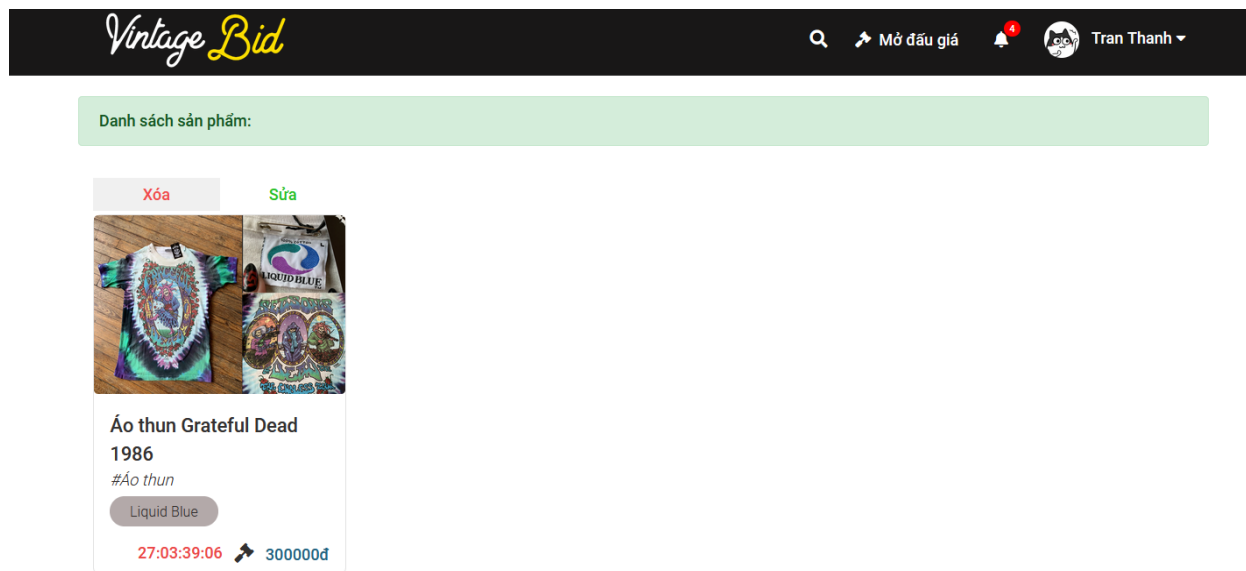 Vintage Bid
Mở đấu giá
4
Tran Thanh
Danh sách sản phẩm:
Xóa
Sửa
LIQUID BLUE
Áo thun Grateful Dead
1986
#Áo thun
Liquid Blue
27:03:39:06
300000đ